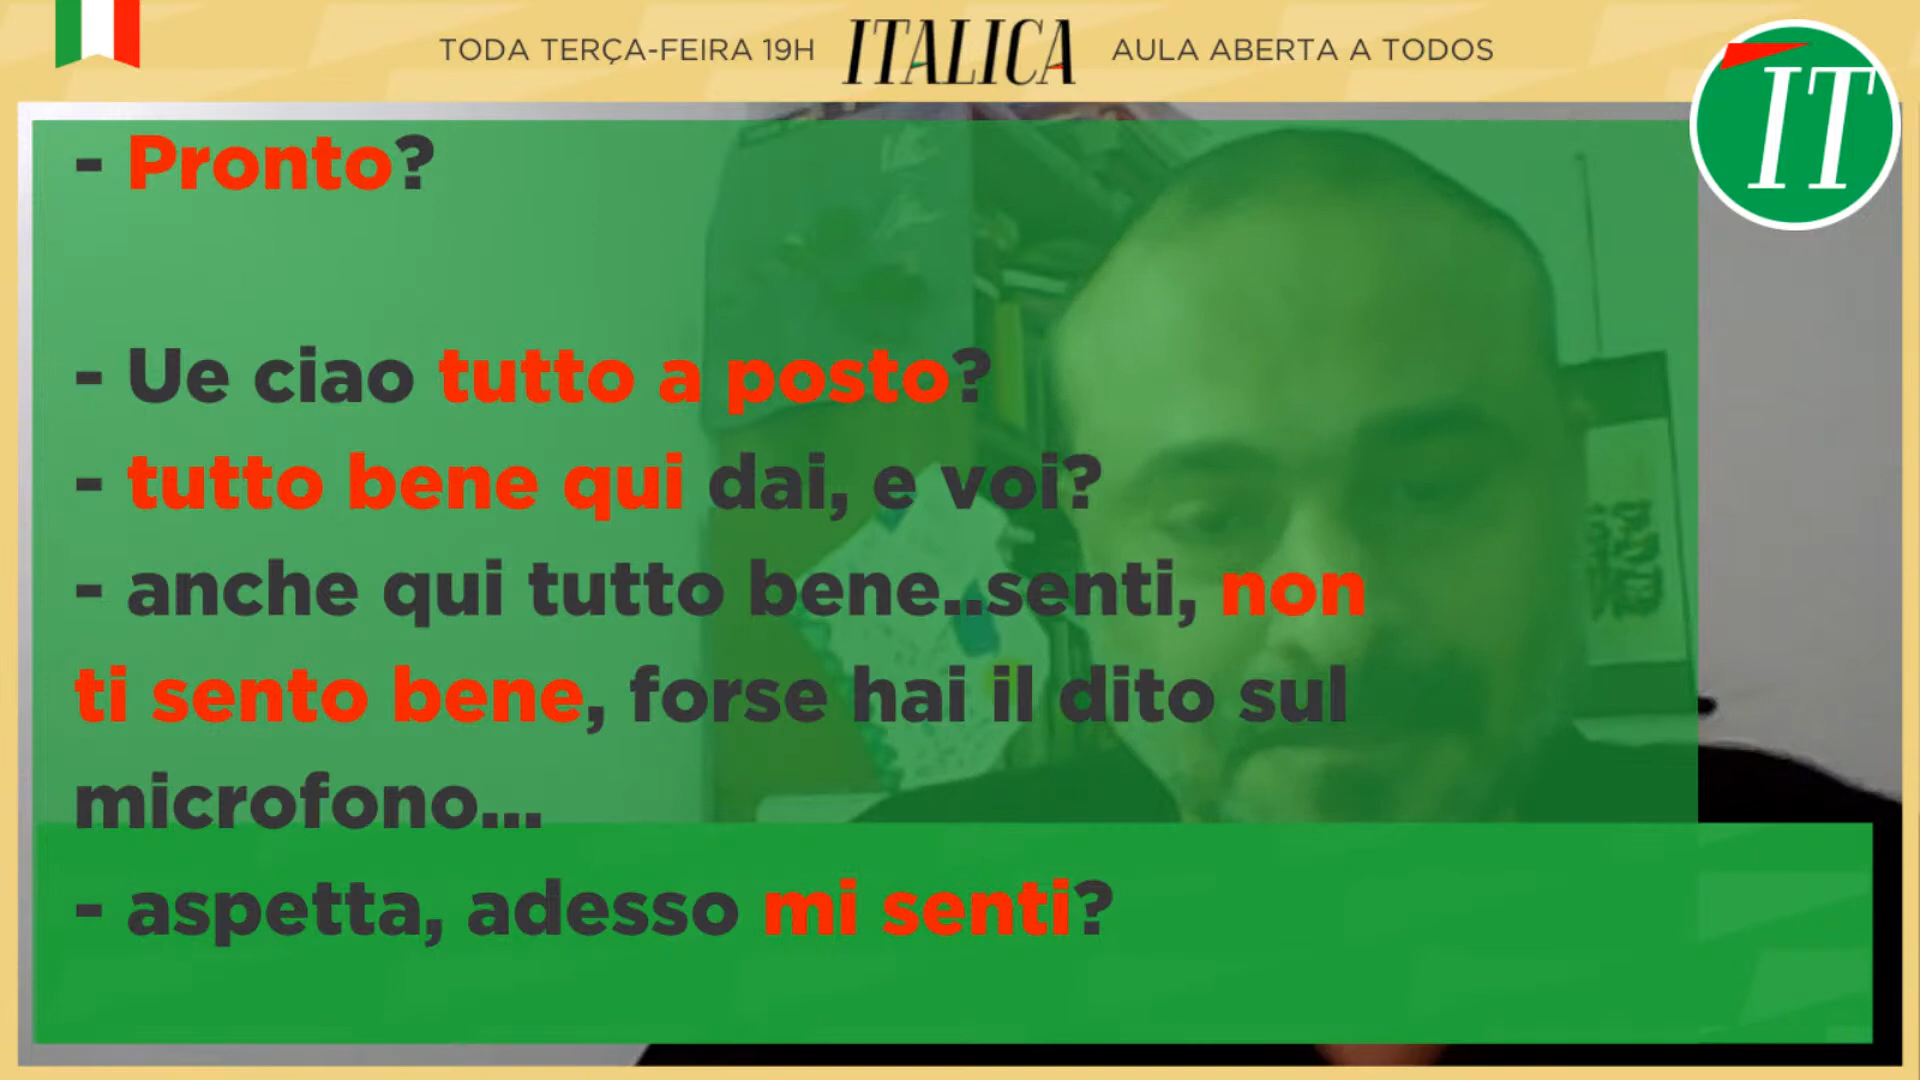 TODA TERÇA-FEIRA 19H ITALICA AULA ABERTA A TODOS
IT
- Pronto?
- Ue ciao tutto a posto?
- tutto bene qui dai, e voi?
- anche qui tutto bene..senti, non
ti sento bene, forse hai il dito sul
microfono...
- aspetta, adesso mi senti?